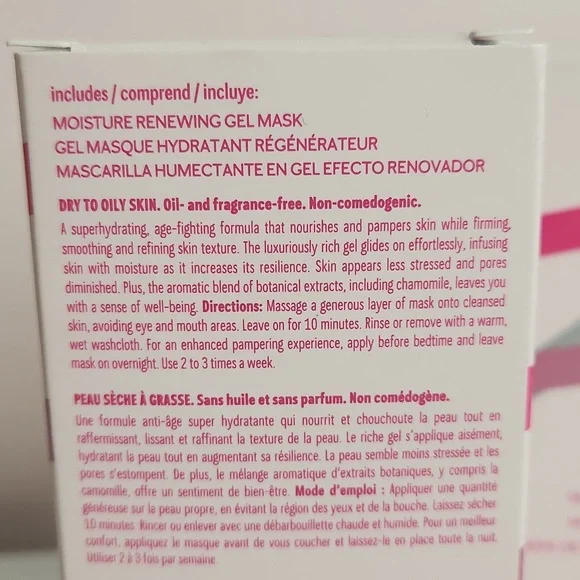 includes / comprend / incluye:
MOISTURE RENEWING GEL MASK
GEL MASQUE HYDRATANT RÉGÉNÉRATEUR
MASCARILLA HUMECTANTE EN GEL EFECTO RENOVADOR
DRY TO OILY SKIN. Oil- and fragrance-free. Non-comedogenic.
A superhydrating, age-fighting formula that nourishes and pampers skin while firming,
smoothing and refining skin texture. The luxuriously rich gel glides on effortlessly, infusing
skin with moisture as it increases its resilience. Skin appears less stressed and pores
diminished. Plus, the aromatic blend of botanical extracts, including chamomile, leaves you
with a sense of well-being. Directions: Massage a generous layer of mask onto cleansed
skin, avoiding eye and mouth areas. Leave on for 10 minutes. Rinse or remove with a warm,
wet washcloth. For an enhanced pampering experience, apply before bedtime and leave
mask on overnight. Use 2 to 3 times a week.
PEAU SÈCHE À GRASSE. Sans huile et sans parfum. Non comédogène.
Une formule anti-âge super hydratante qui nourrit et chouchoute la peau tout en
raffermissant, lissant et raffinant la texture de la peau. Le riche gel s'applique aisément,
hydratant la peau tout en augmentant sa résilience. La peau semble moins stressée et les
pores s'estompent. De plus, le mélange aromatique d'extraits botaniques, y compris la
camomille, offre un sentiment de bien-être. Mode d'emploi : Appliquer une quantité
généreuse sur la peau propre, en évitant la région des yeux et de la bouche. Laissez sécher
10 minutes. Rincer ou enlever avec une débarbouillette chaude et humide. Pour un meilleur
confort, appliquez le masque avant de vous coucher et laissez-le en place toute la nuit.
Utiliser 2 à 3 fois par semaine.